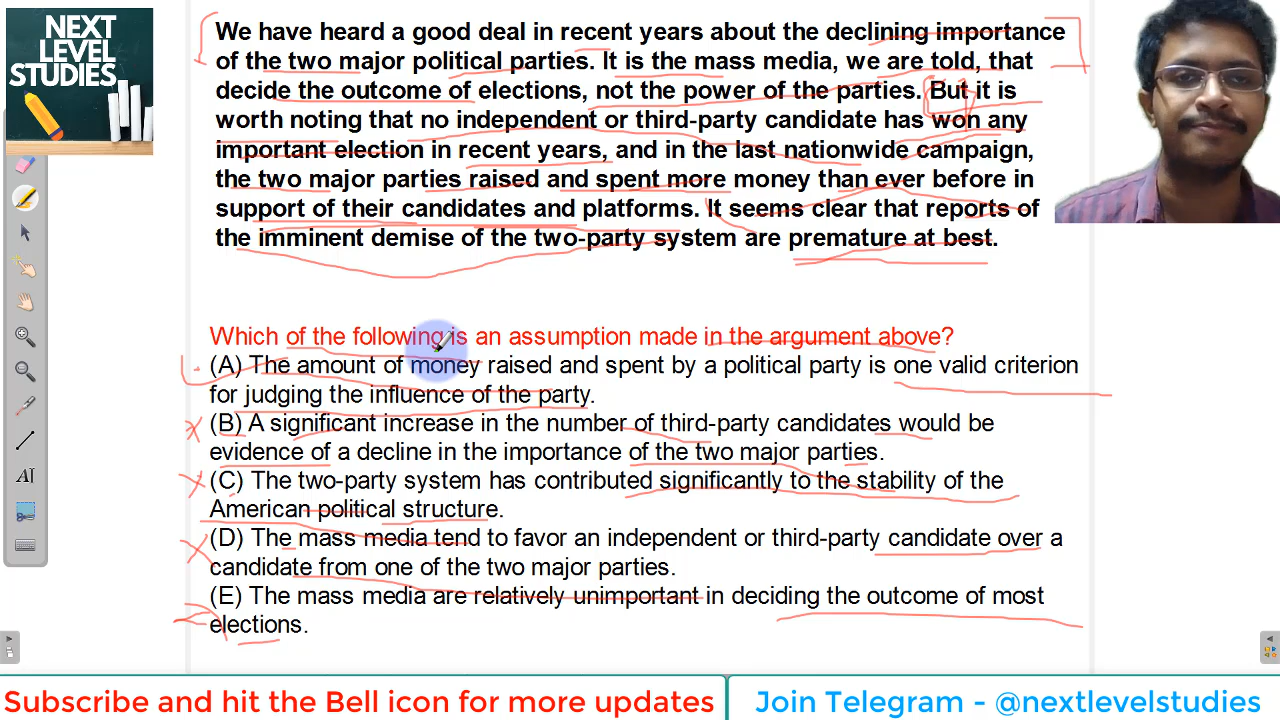 NEXT
LEVEL
STUDIES
We have heard a good deal in recent years about the declining importance
of the two major political parties. It is the mass media, we are told, that
decide the outcome of elections, not the power of the parties. But it is
worth noting that no independent or third-party candidate has won any
important election in recent years, and in the last nationwide campaign,
the two major parties raised and spent more money than ever before in
support of their candidates and platforms. It seems clear that reports of
the imminent demise of the two-party system are premature at best.
Which of the following is an assumption made in the argument above?
(A) The amount of money raised and spent by a political party is one valid criterion
for judging the influence of the party.
(B) A significant increase in the number of third-party candidates would be
evidence of a decline in the importance of the two major parties.
(C) The two-party system has contributed significantly to the stability of the
American political structure.
(D) The mass media tend to favor an independent or third-party candidate over a
candidate from one of the two major parties.
(E) The mass media are relatively unimportant in deciding the outcome of most
elections.
Subscribe and hit the Bell icon for more updates
Join Telegram - @nextlevelstudies